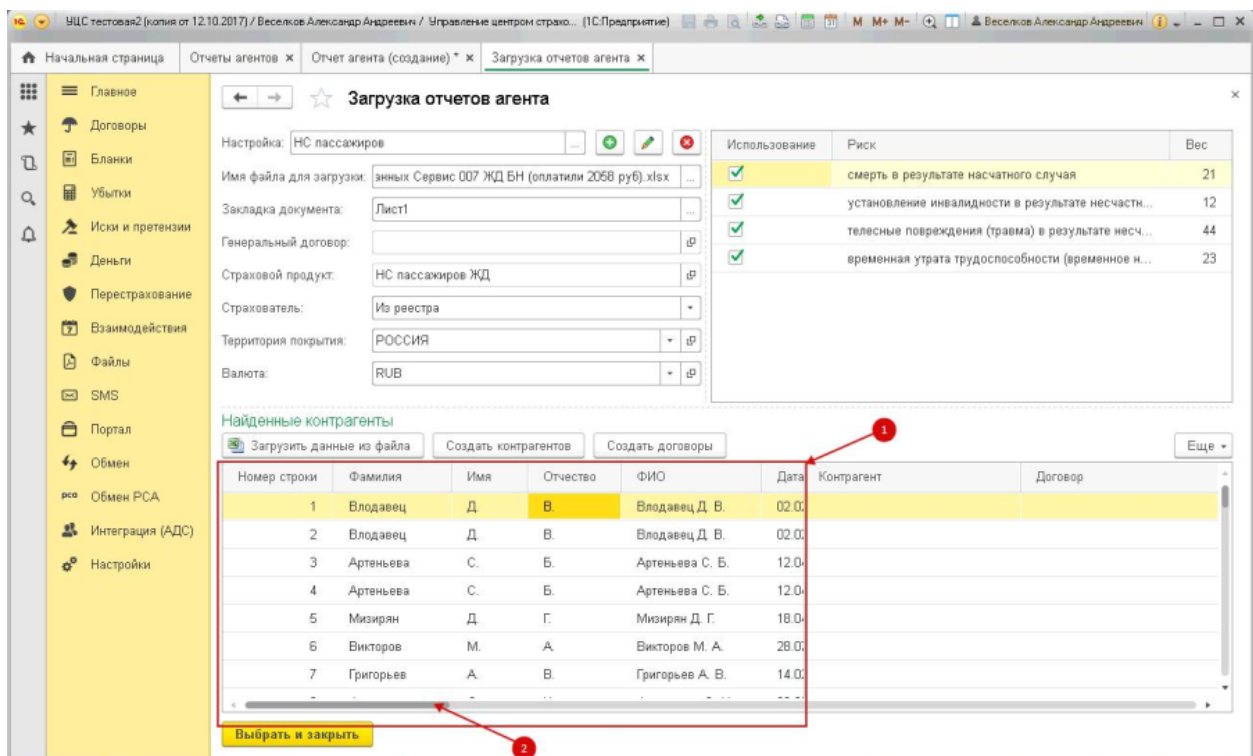 УЦС тестовая2 (копия от 12.10.2017) / Веселков Александр Андреевич / Управление центром страхо... (1С:Предприятие) M M+ M- Веселков Александр Андреевич
Начальная страница Отчеты агентов × Отчет агента (создание) * × Загрузка отчетов агента ×
Главное
Договоры
Бланки
Убытки
Иски и претензии
Деньги
Перестрахование
Взаимодействия
Файлы
SMS
Портал
Обмен
РСА Обмен РСА
Интеграция (АДС)
Настройки
Загрузка отчетов агента
Настройка: НС пассажиров ...
Имя файла для загрузки: анных Сервис 007 ЖД БН (оплатили 2058 руб).xlsx ...
Закладка документа: Лист1 ...
Генеральный договор:
Страховой продукт: НС пассажиров ЖД
Страхователь: Из реестра
Территория покрытия: РОССИЯ
Валюта: RUB
Использование Риск Вес
смерть в результате насчатного случая 21
установление инвалидности в результате несчастн... 12
телесные повреждения (травма) в результате несч... 44
временная утрата трудоспособности (временное н... 23
Найденные контрагенты
Загрузить данные из файла Создать контрагентов Создать договоры Еще
1
Номер строки Фамилия Имя Отчество ФИО Дата Контрагент Договор
1 Влодавец Д. В. Влодавец Д. В. 02.02
2 Влодавец Д. В. Влодавец Д. В. 02.02
3 Артеньева С. Б. Артеньева С. Б. 12.04
4 Артеньева С. Б. Артеньева С. Б. 12.04
5 Мизирян Д. Г. Мизирян Д. Г. 18.04
6 Викторов М. А. Викторов М. А. 28.07
7 Григорьев А. В. Григорьев А. В. 14.02
Выбрать и закрыть
2